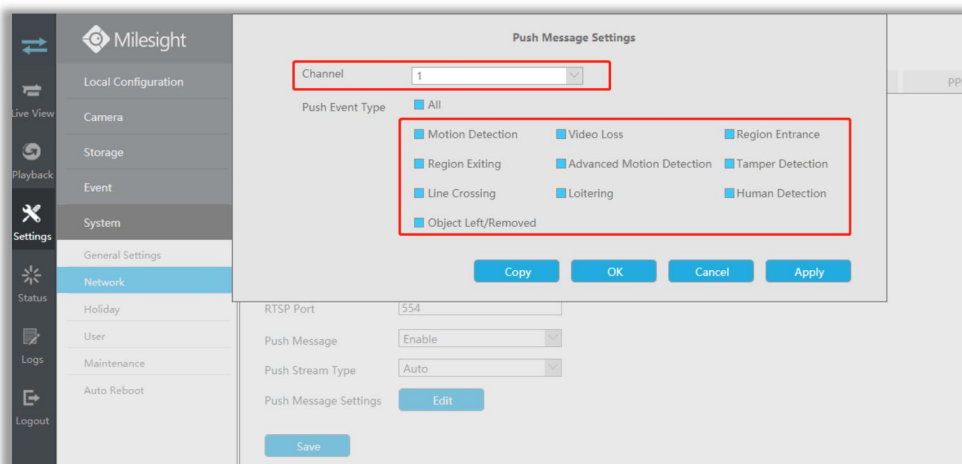 Milesight
Live View
Playback
Settings
Status
Logs
Logout
Local Configuration
Camera
Storage
Event
System
General Settings
Network
Holiday
User
Maintenance
Auto Reboot
Push Message Settings
Channel 1
Push Event Type All
Motion Detection Video Loss Region Entrance
Region Exiting Advanced Motion Detection Tamper Detection
Line Crossing Loitering Human Detection
Object Left/Removed
Copy OK Cancel Apply
PP
RTSP Port 554
Push Message Enable
Push Stream Type Auto
Push Message Settings Edit
Save